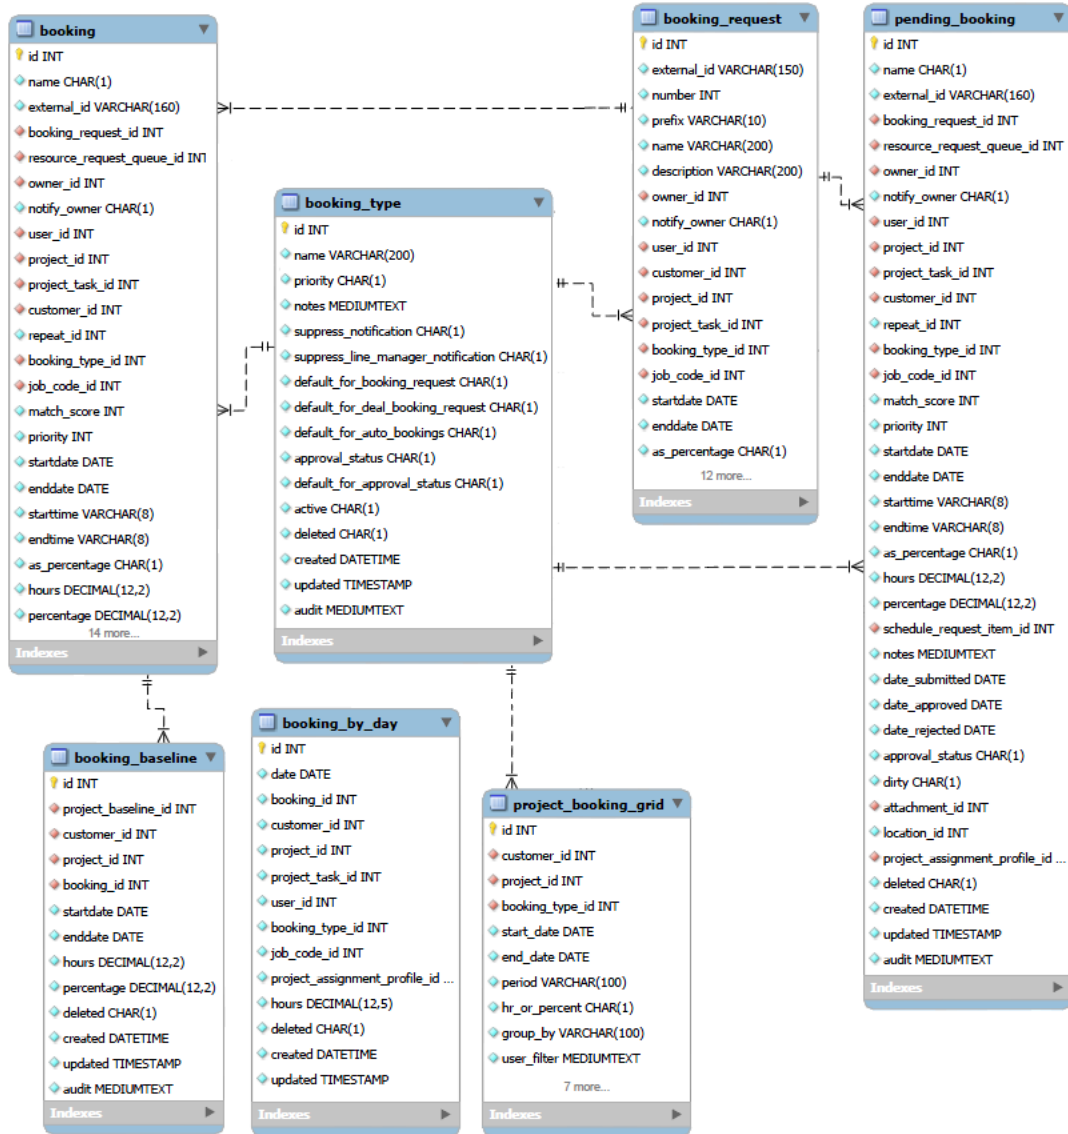 booking
id INT
name CHAR(1)
external_id VARCHAR(160)
booking_request_id INT
resource_request_queue_id INT
owner_id INT
notify_owner CHAR(1)
user_id INT
project_id INT
project_task_id INT
customer_id INT
repeat_id INT
booking_type_id INT
job_code_id INT
match_score INT
priority INT
startdate DATE
enddate DATE
starttime VARCHAR(8)
endtime VARCHAR(8)
as_percentage CHAR(1)
hours DECIMAL(12,2)
percentage DECIMAL(12,2)
14 more...
Indexes
booking_type
id INT
name VARCHAR(200)
priority CHAR(1)
notes MEDIUMTEXT
suppress_notification CHAR(1)
suppress_line_manager_notification CHAR(1)
default_for_booking_request CHAR(1)
default_for_deal_booking_request CHAR(1)
default_for_auto_bookings CHAR(1)
approval_status CHAR(1)
default_for_approval_status CHAR(1)
active CHAR(1)
deleted CHAR(1)
created DATETIME
updated TIMESTAMP
audit MEDIUMTEXT
Indexes
booking_request
id INT
external_id VARCHAR(150)
number INT
prefix VARCHAR(10)
name VARCHAR(200)
description VARCHAR(200)
owner_id INT
notify_owner CHAR(1)
user_id INT
customer_id INT
project_id INT
project_task_id INT
booking_type_id INT
job_code_id INT
startdate DATE
enddate DATE
as_percentage CHAR(1)
12 more...
Indexes
pending_booking
id INT
name CHAR(1)
external_id VARCHAR(160)
booking_request_id INT
resource_request_queue_id INT
owner_id INT
notify_owner CHAR(1)
user_id INT
project_id INT
project_task_id INT
customer_id INT
repeat_id INT
booking_type_id INT
job_code_id INT
match_score INT
priority INT
startdate DATE
enddate DATE
starttime VARCHAR(8)
endtime VARCHAR(8)
as_percentage CHAR(1)
hours DECIMAL(12,2)
percentage DECIMAL(12,2)
schedule_request_item_id INT
notes MEDIUMTEXT
date_submitted DATE
date_approved DATE
date_rejected DATE
approval_status CHAR(1)
dirty CHAR(1)
attachment_id INT
location_id INT
project_assignment_profile_id ...
deleted CHAR(1)
created DATETIME
updated TIMESTAMP
audit MEDIUMTEXT
Indexes
booking_baseline
id INT
project_baseline_id INT
customer_id INT
project_id INT
booking_id INT
startdate DATE
enddate DATE
hours DECIMAL(12,2)
percentage DECIMAL(12,2)
deleted CHAR(1)
created DATETIME
updated TIMESTAMP
audit MEDIUMTEXT
Indexes
booking_by_day
id INT
date DATE
booking_id INT
customer_id INT
project_id INT
project_task_id INT
user_id INT
booking_type_id INT
job_code_id INT
project_assignment_profile_id ...
hours DECIMAL(12,5)
deleted CHAR(1)
created DATETIME
updated TIMESTAMP
Indexes
project_booking_grid
id INT
customer_id INT
project_id INT
booking_type_id INT
start_date DATE
end_date DATE
period VARCHAR(100)
hr_or_percent CHAR(1)
group_by VARCHAR(100)
user_filter MEDIUMTEXT
7 more...
Indexes